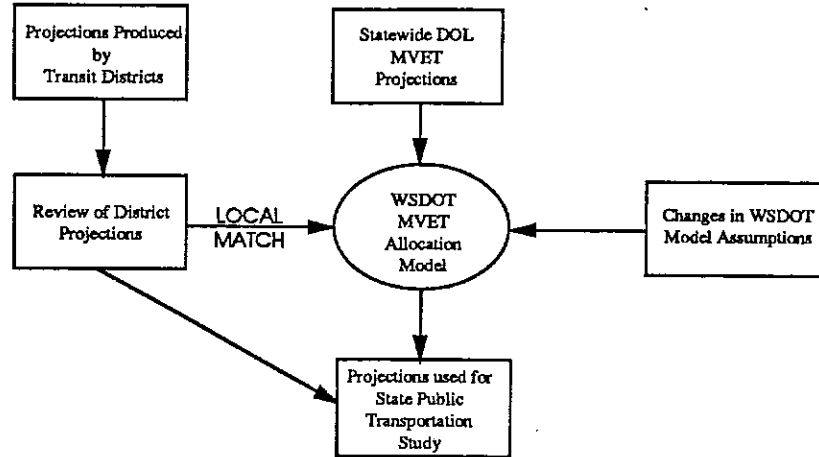 Projections Produced
by
Transit Districts
Statewide DOL
MVET
Projections
Review of District
Projections
LOCAL
MATCH
WSDOT
MVET
Allocation
Model
Changes in WSDOT
Model Assumptions
Projections used for
State Public
Transportation
Study